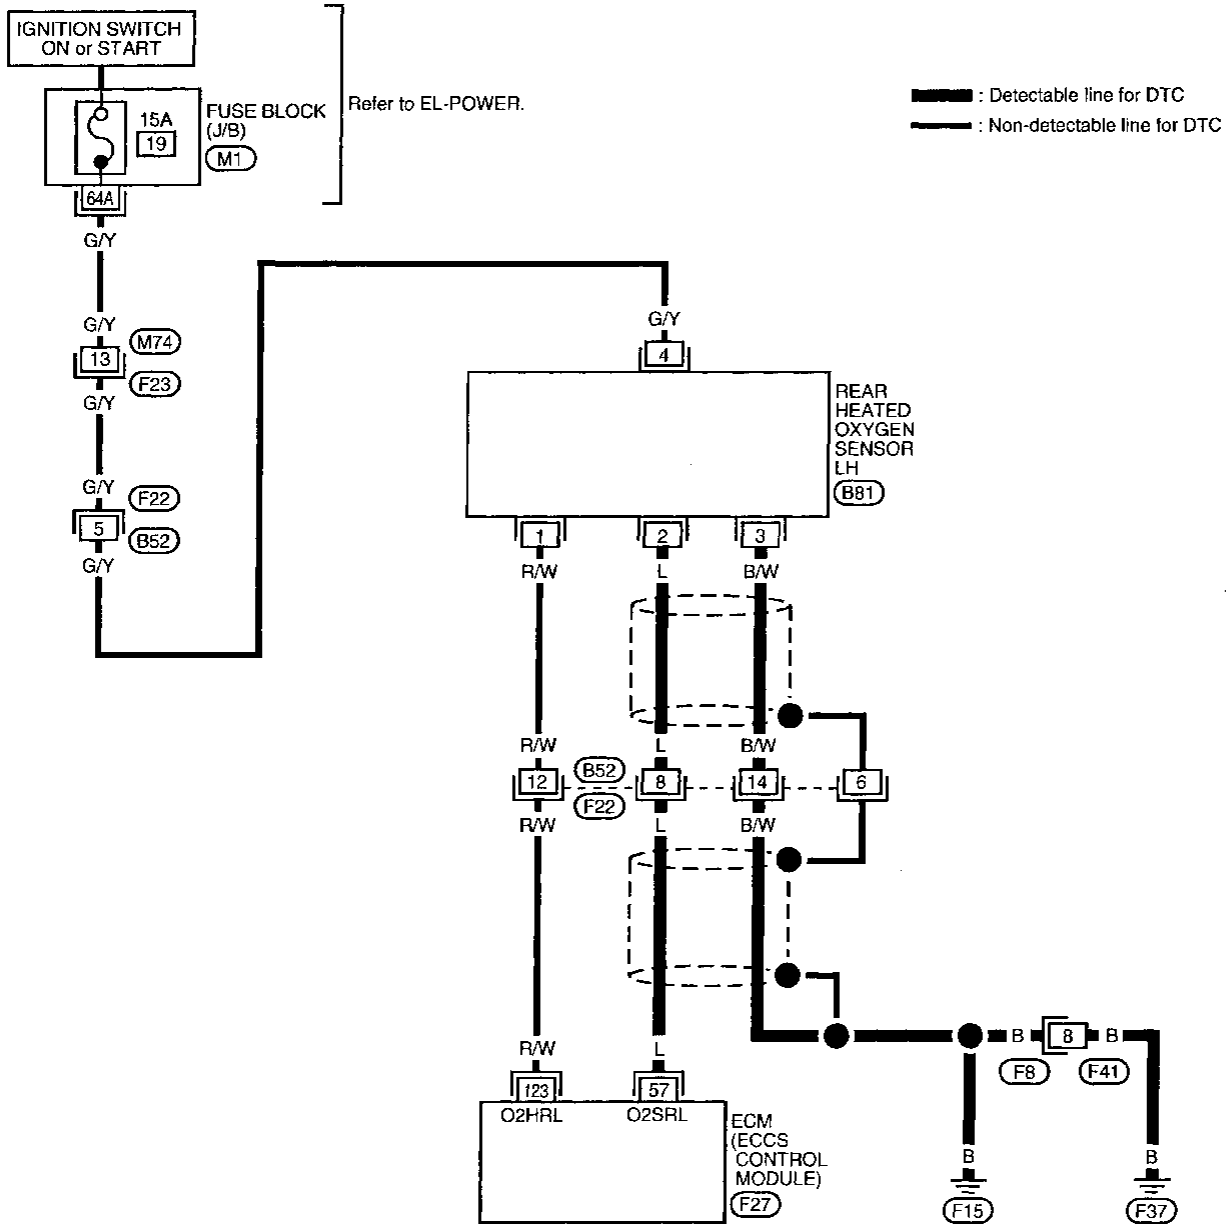 IGNITION SWITCH
ON or START
FUSE BLOCK
(J/B)
M1
15A
19
Refer to EL-POWER.
: Detectable line for DTC
: Non-detectable line for DTC
64A
G/Y
G/Y
13
M74
F23
G/Y
G/Y
5
F22
B52
G/Y
G/Y
4
REAR
HEATED
OXYGEN
SENSOR
LH
B81
1
2
3
R/W
L
B/W
R/W
L
B/W
12
B52
F22
8
14
6
R/W
L
B/W
R/W
L
123
57
O2HRL
O2SRL
ECM
(ECCS
CONTROL
MODULE)
F27
B
8
B
F8
F41
B
B
F15
F37